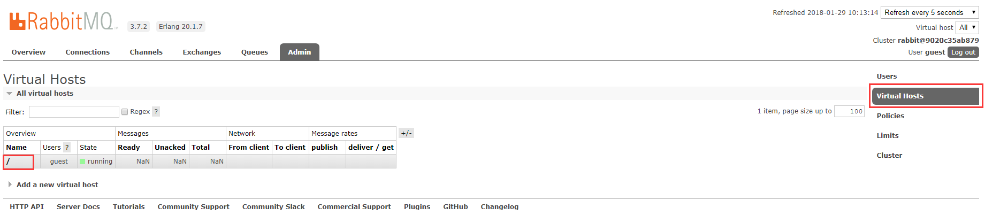 RabbitMQ™ 3.7.2 Erlang 20.1.7
Refreshed 2018-01-29 10:13:14 Refresh every 5 seconds
Virtual host All
Cluster rabbit@9020c35ab879
User guest Log out
Overview Connections Channels Exchanges Queues Admin
Virtual Hosts
All virtual hosts
Filter: Regex ?
1 item, page size up to 100
Overview Messages Network Message rates +/-
Name Users ? State Ready Unacked Total From client To client publish deliver / get
/ guest running NaN NaN NaN
Add a new virtual host
Users
Virtual Hosts
Policies
Limits
Cluster
HTTP API Server Docs Tutorials Community Support Community Slack Commercial Support Plugins GitHub Changelog